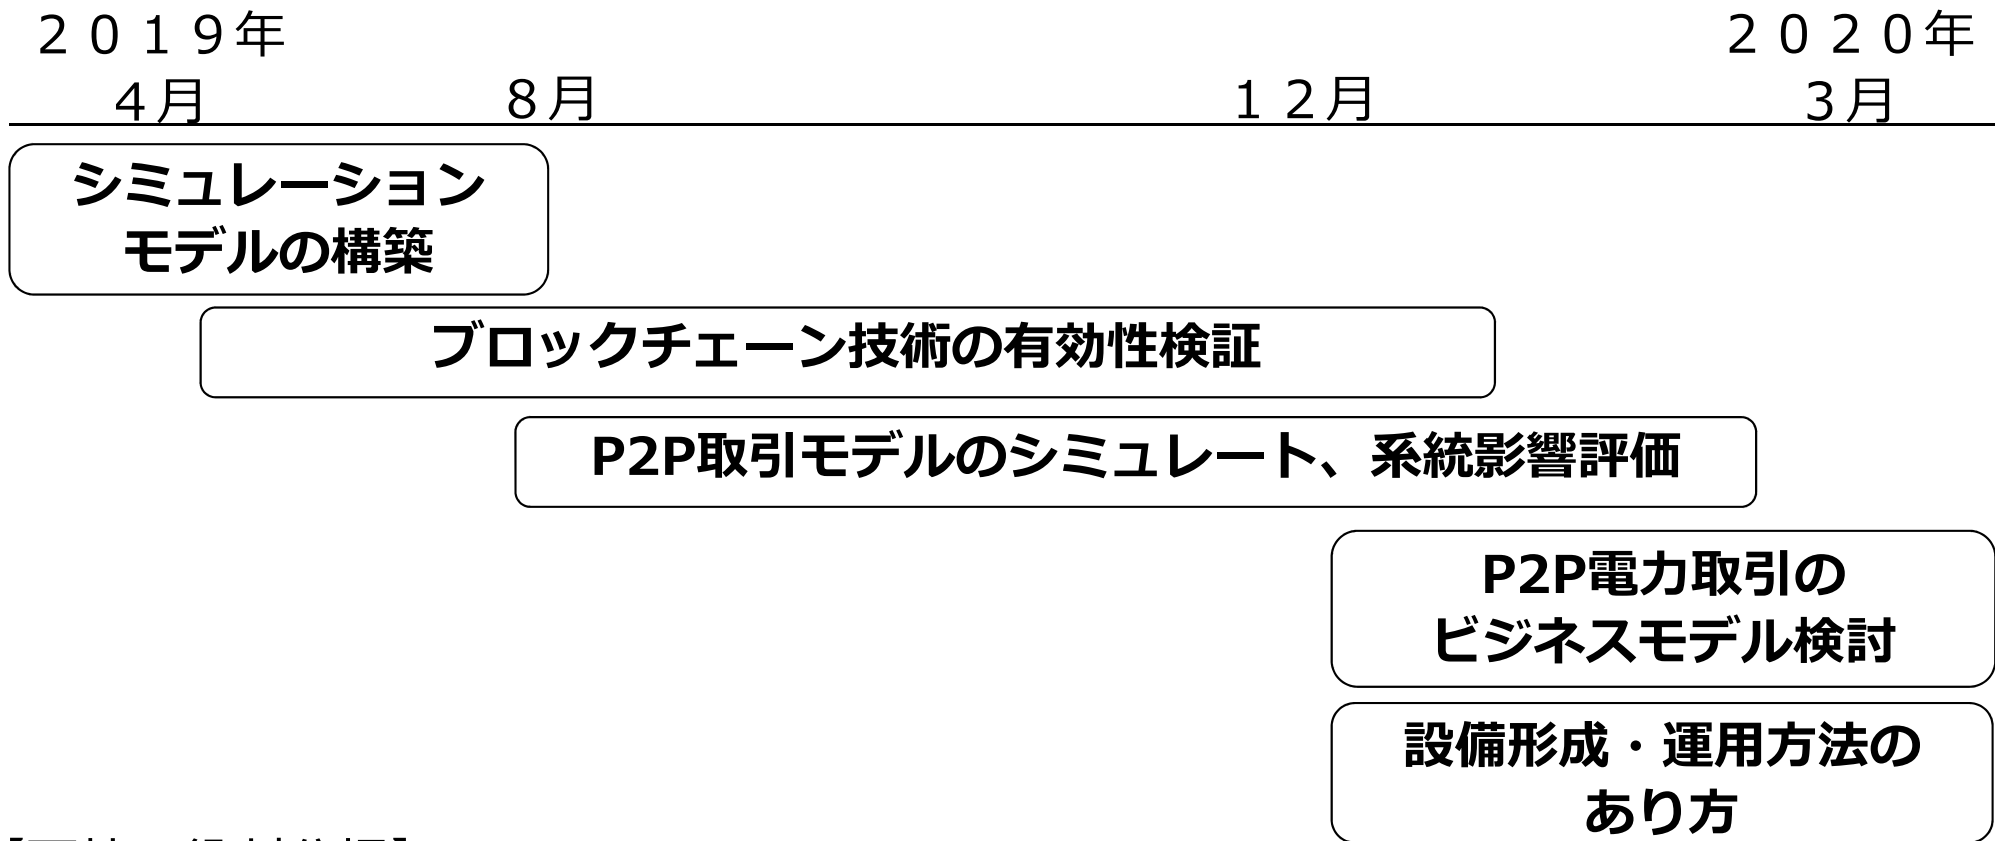 ２０１９年
２０２０年
４月
８月
１２月
３月
シミュレーション
モデルの構築
ブロックチェーン技術の有効性検証
P2P取引モデルのシミュレート、系統影響評価
P2P電力取引の
ビジネスモデル検討
設備形成・運用方法の
あり方